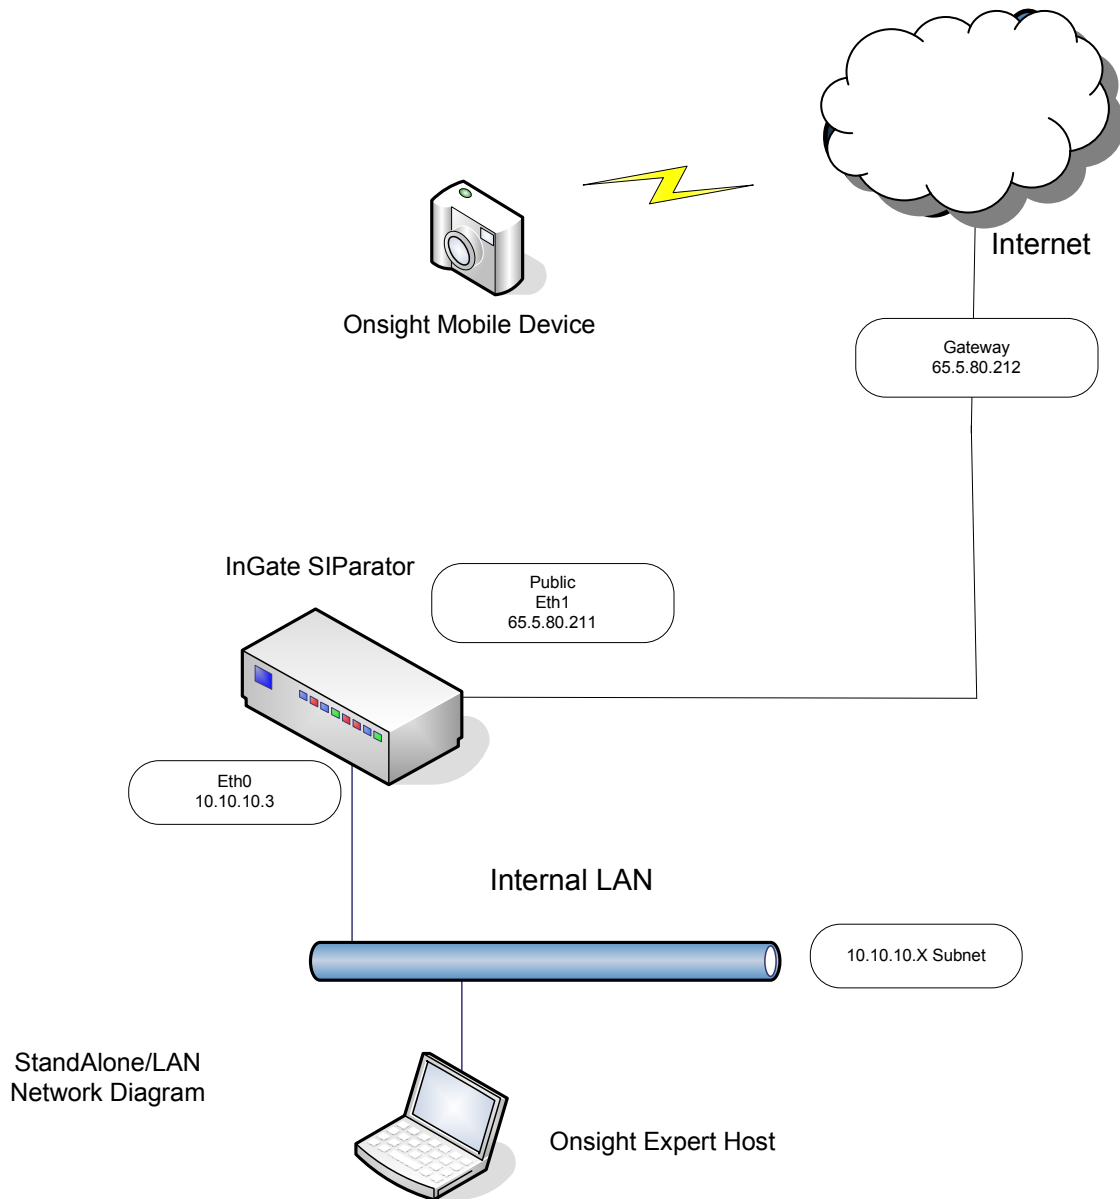 Internet
Onsight Mobile Device
Gateway
65.5.80.212
InGate SIParator
Public
Eth1
65.5.80.211
Eth0
10.10.10.3
Internal LAN
10.10.10.X Subnet
StandAlone/LAN
Network Diagram
Onsight Expert Host